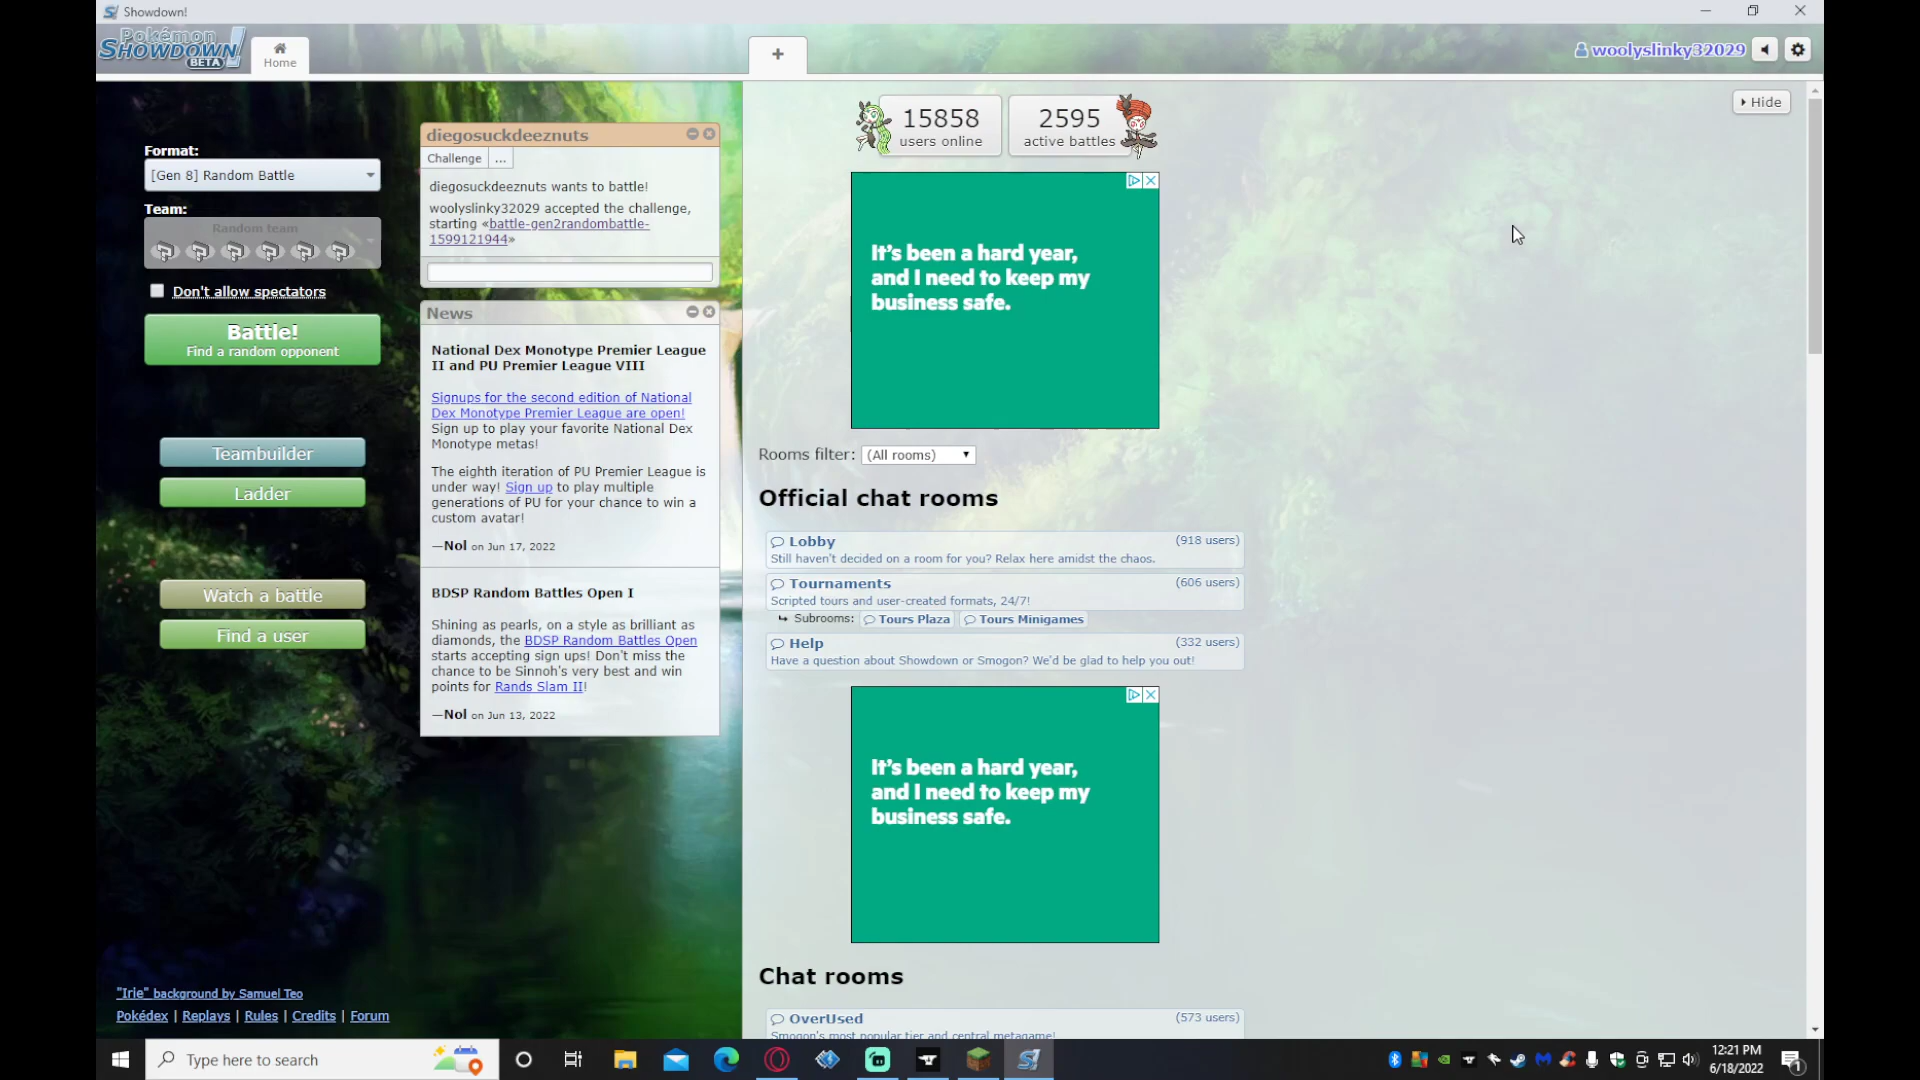 Showdown!
Pokémon
SHOWDOWN!
BETA
Home
+
woolyslinky32029
Format:
[Gen 8] Random Battle
Team:
Random team
Don't allow spectators
Battle!
Find a random opponent
Teambuilder
Ladder
Watch a battle
Find a user
"Irie" background by Samuel Teo
Pokédex | Replays | Rules | Credits | Forum
diegosuckdeeznuts
Challenge ...
diegosuckdeeznuts wants to battle!
woolyslinky32029 accepted the challenge,
starting «battle-gen2randombattle-
1599121944»
News
National Dex Monotype Premier League
II and PU Premier League VIII
Signups for the second edition of National
Dex Monotype Premier League are open!
Sign up to play your favorite National Dex
Monotype metas!
The eighth iteration of PU Premier League is
under way! Sign up to play multiple
generations of PU for your chance to win a
custom avatar!
—Nol on Jun 17, 2022
BDSP Random Battles Open I
Shining as pearls, on a style as brilliant as
diamonds, the BDSP Random Battles Open
starts accepting sign ups! Don't miss the
chance to be Sinnoh's very best and win
points for Rands Slam II!
—Nol on Jun 13, 2022
Hide
15858
users online
2595
active battles
It's been a hard year,
and I need to keep my
business safe.
Rooms filter: (All rooms)
Official chat rooms
Lobby (918 users)
Still haven't decided on a room for you? Relax here amidst the chaos.
Tournaments (606 users)
Scripted tours and user-created formats, 24/7!
Subrooms: Tours Plaza Tours Minigames
Help (332 users)
Have a question about Showdown or Smogon? We'd be glad to help you out!
It's been a hard year,
and I need to keep my
business safe.
Chat rooms
OverUsed (573 users)
Smogon's most popular tier and central metagame!
Type here to search
12:21 PM
6/18/2022
1